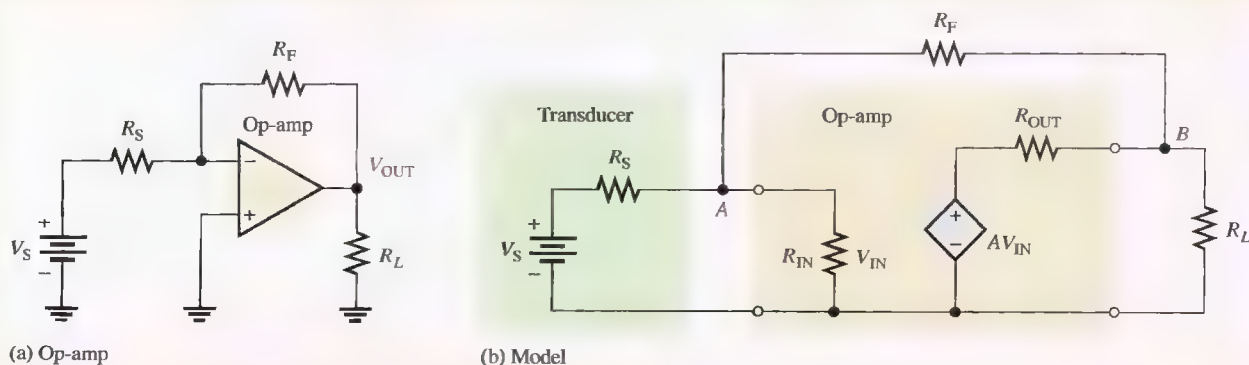 R_F
Op-amp
R_S
V_OUT
−
+
+
V_S
−
R_L
(a) Op-amp
R_F
Transducer
Op-amp
R_OUT
B
R_S
A
+
V_S
−
R_IN
V_IN
+
−
AV_IN
R_L
(b) Model